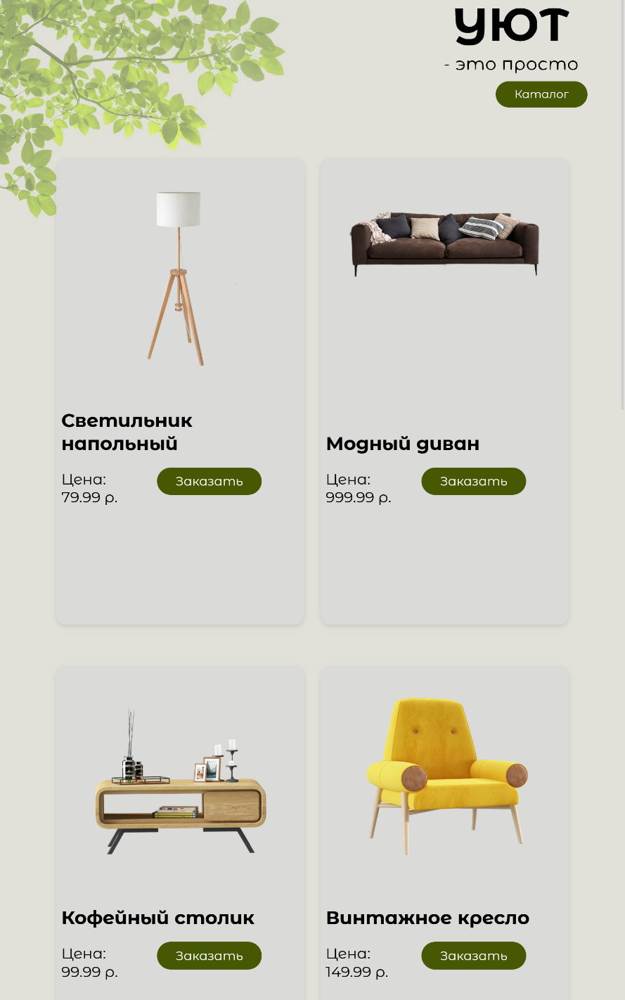 УЮТ
- это просто
Каталог
Светильник
напольный
Цена:
79.99 р.
Заказать
Модный диван
Цена:
999.99 р.
Заказать
Кофейный столик
Цена:
99.99 р.
Заказать
Винтажное кресло
Цена:
149.99 р.
Заказать